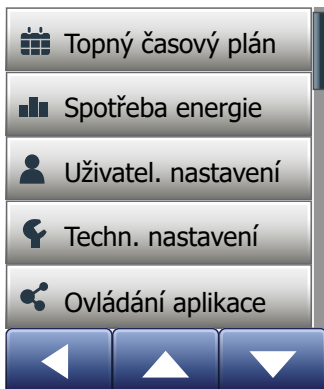 Topný časový plán
Spotřeba energie
Uživatel. nastavení
Techn. nastavení
Ovládání aplikace